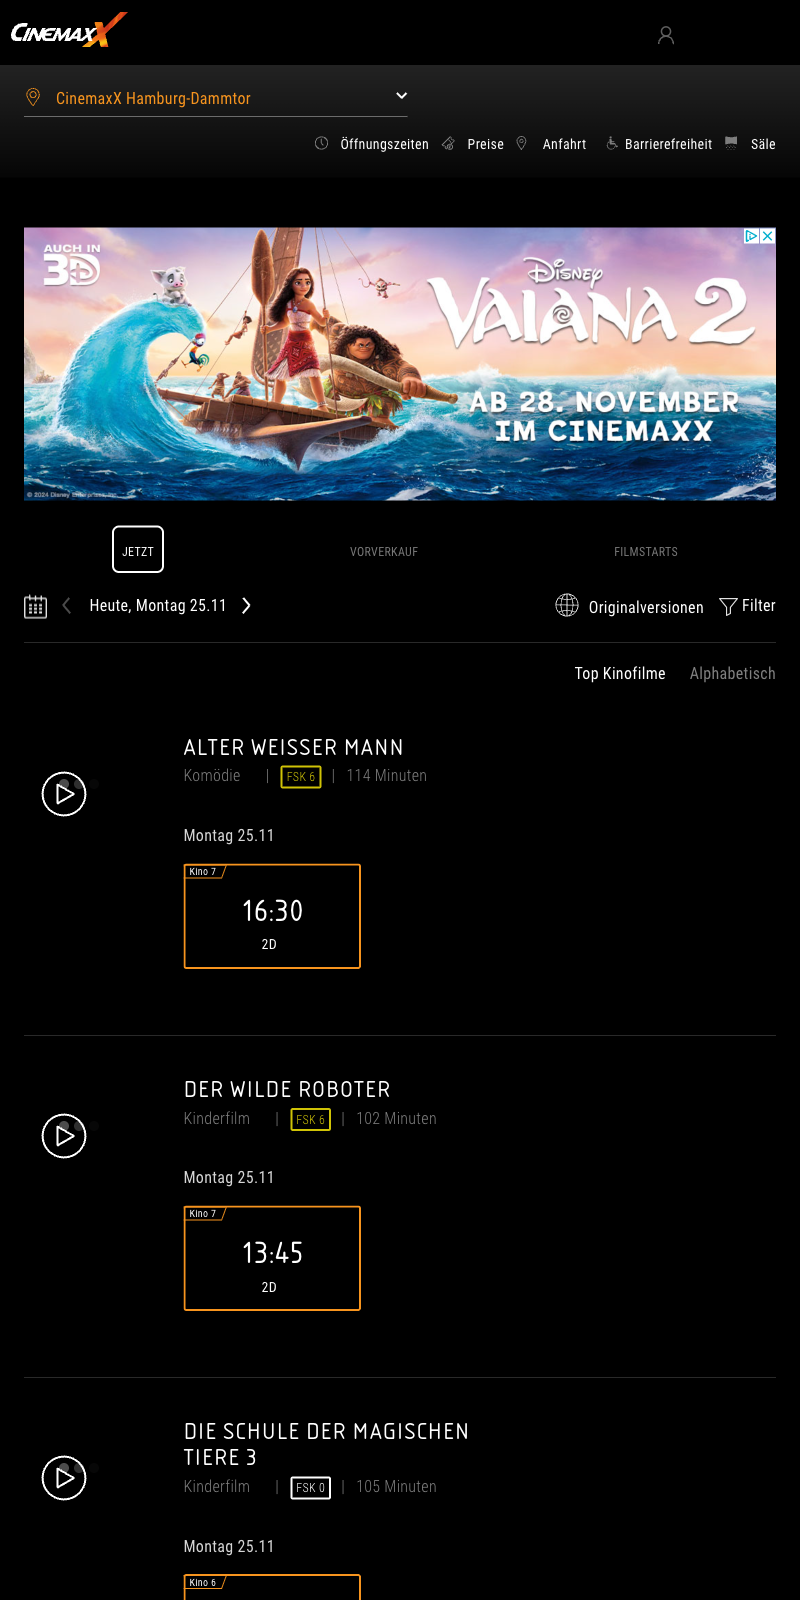 CINEMAXX
CinemaxX Hamburg-Dammtor
Öffnungszeiten Preise Anfahrt Barrierefreiheit Säle
AUCH IN
3D
DISNEY
VAIANA 2
AB 28. NOVEMBER
IM CINEMAXX
© 2024 Disney Enterprises, Inc.
JETZT VORVERKAUF FILMSTARTS
Heute, Montag 25.11 Originalversionen Filter
Top Kinofilme Alphabetisch
ALTER WEISSER MANN
Komödie | FSK 6 | 114 Minuten
Montag 25.11
Kino 7
16:30
2D
DER WILDE ROBOTER
Kinderfilm | FSK 6 | 102 Minuten
Montag 25.11
Kino 7
13:45
2D
DIE SCHULE DER MAGISCHEN
TIERE 3
Kinderfilm | FSK 0 | 105 Minuten
Montag 25.11
Kino 6